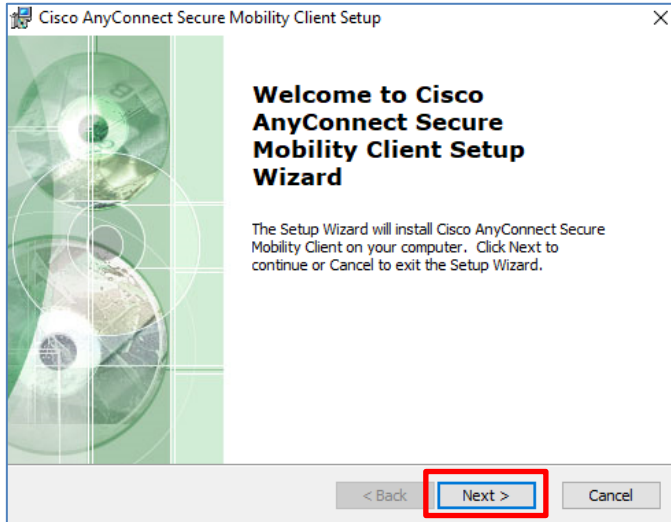 Cisco AnyConnect Secure Mobility Client Setup
Welcome to Cisco
AnyConnect Secure
Mobility Client Setup
Wizard
The Setup Wizard will install Cisco AnyConnect Secure
Mobility Client on your computer. Click Next to
continue or Cancel to exit the Setup Wizard.
< Back
Next >
Cancel